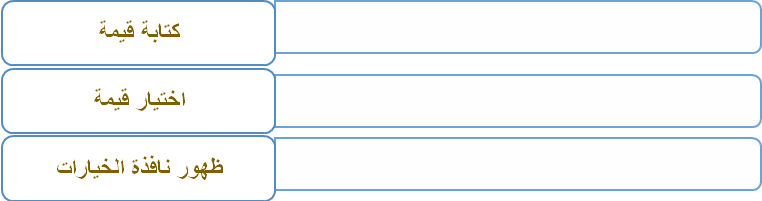 كتابة قيمة
اختيار قيمة
ظهور نافذة الخيارات